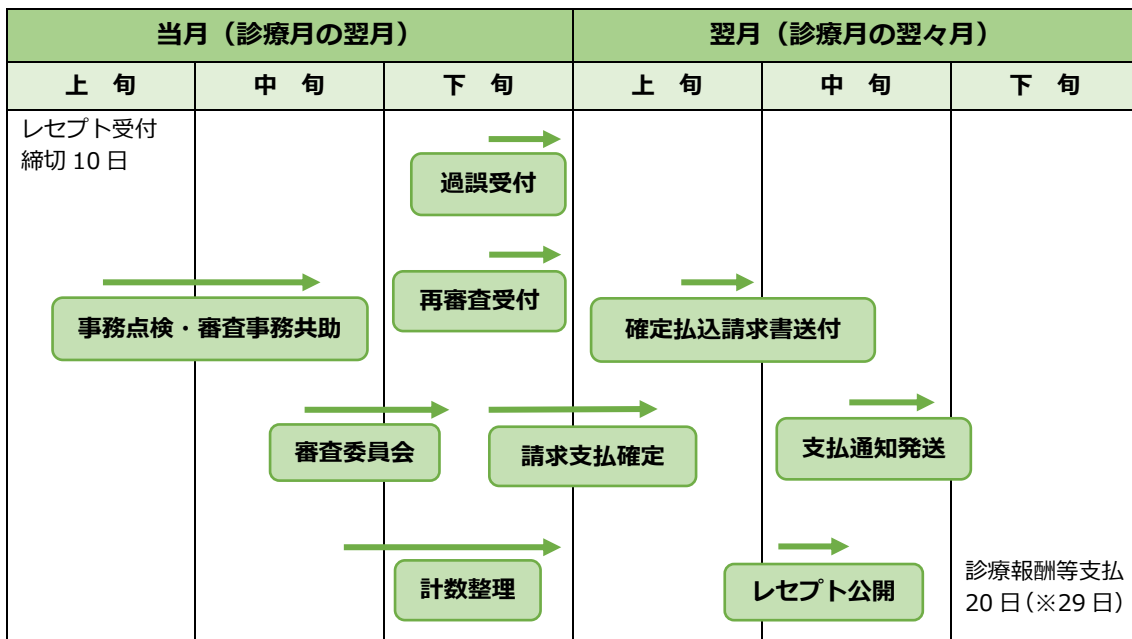 当月（診療月の翌月）
翌月（診療月の翌々月）
上　旬
中　旬
下　旬
上　旬
中　旬
下　旬
レセプト受付
締切 10 日
過誤受付
事務点検・審査事務共助
再審査受付
確定払込請求書送付
審査委員会
請求支払確定
支払通知発送
計数整理
レセプト公開
診療報酬等支払
20 日（※29 日）